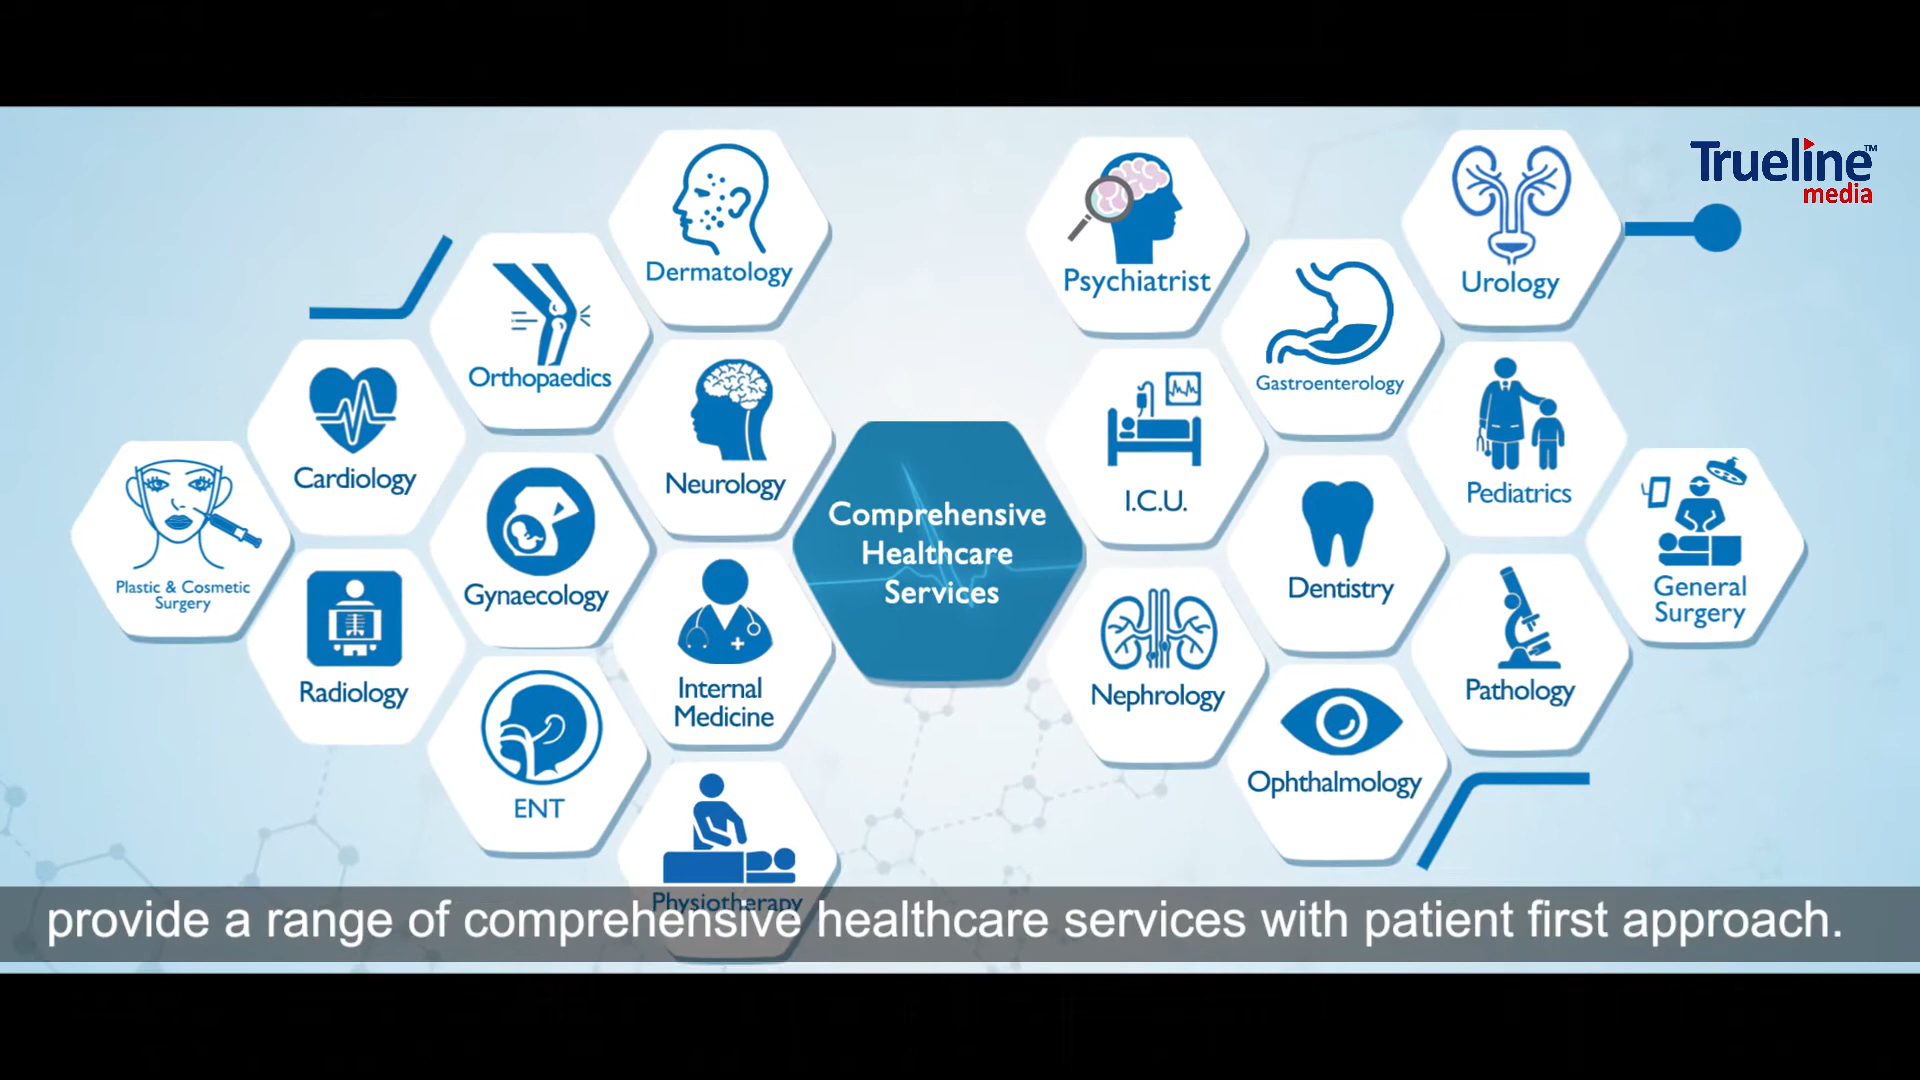 Trueline™
media
Dermatology
Psychiatrist
Urology
Orthopaedics
Gastroenterology
Cardiology
Neurology
I.C.U.
Pediatrics
Plastic & Cosmetic
Surgery
Gynaecology
Comprehensive
Healthcare
Services
Dentistry
General
Surgery
Radiology
Internal
Medicine
Nephrology
Pathology
ENT
Ophthalmology
Physiotherapy
provide a range of comprehensive healthcare services with patient first approach.